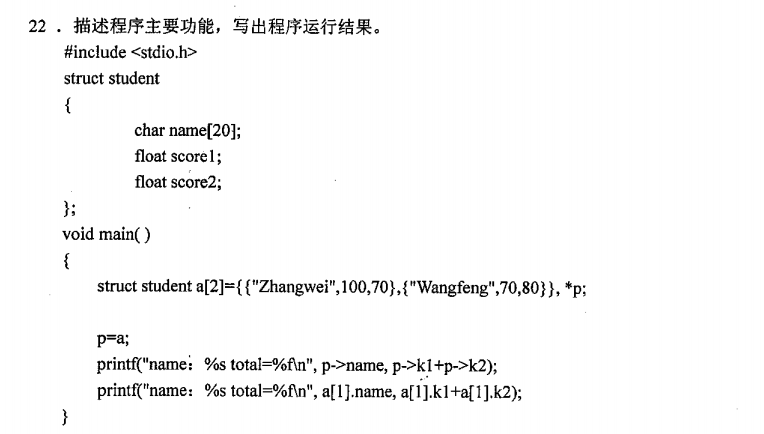 22 ．描述程序主要功能，写出程序运行结果。
#include <stdio.h>
struct student
{
char name[20];
float score1;
float score2;
};
void main( )
{
struct student a[2]={{"Zhangwei",100,70},{"Wangfeng",70,80}}, *p;
p=a;
printf("name：%s total=%f\n", p->name, p->k1+p->k2);
printf("name：%s total=%f\n", a[1].name, a[1].k1+a[1].k2);
}